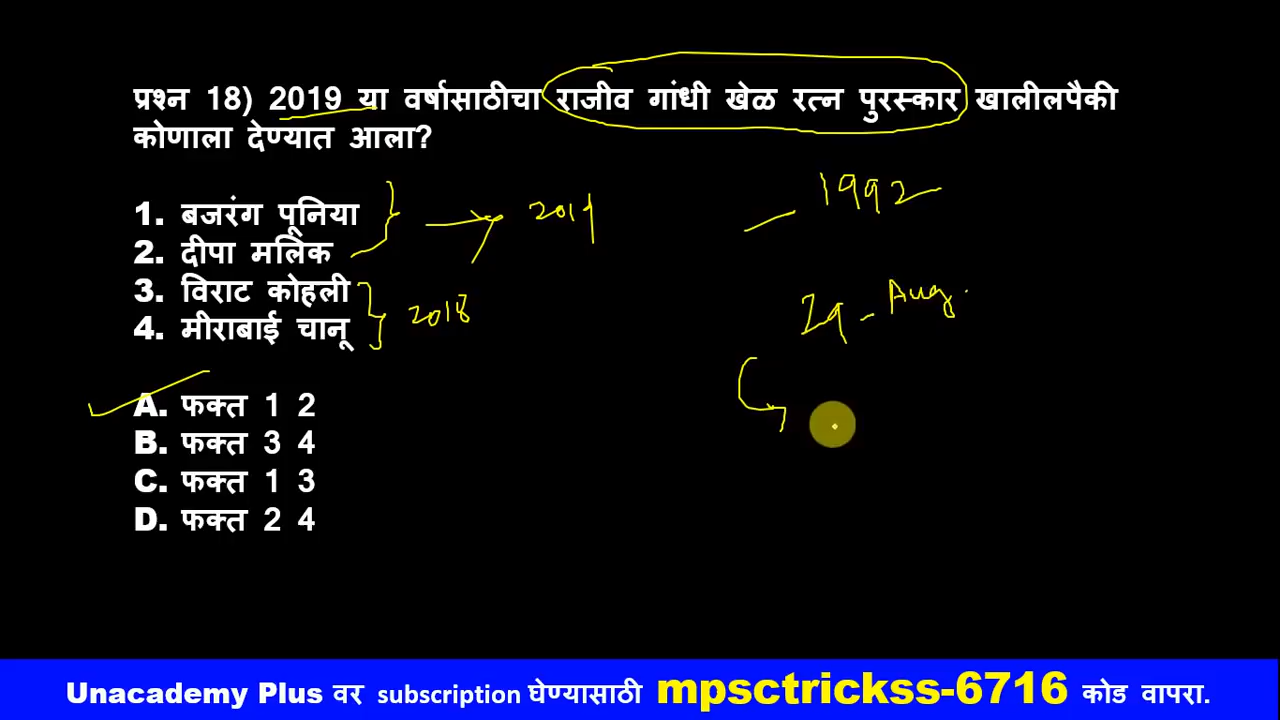 प्रश्न 18) 2019 या वर्षासाठीचा राजीव गांधी खेळ रत्न पुरस्कार खालीलपैकी
कोणाला देण्यात आला?
1992
1. बजरंग पूनिया
2019
2. दीपा मलिक
3. विराट कोहली
29 - Aug.
4. मीराबाई चानू
2018
A. फक्त 1 2
B. फक्त 3 4
C. फक्त 1 3
D. फक्त 2 4
Unacademy Plus वर subscription घेण्यासाठी mpsctrickss-6716 कोड वापरा.